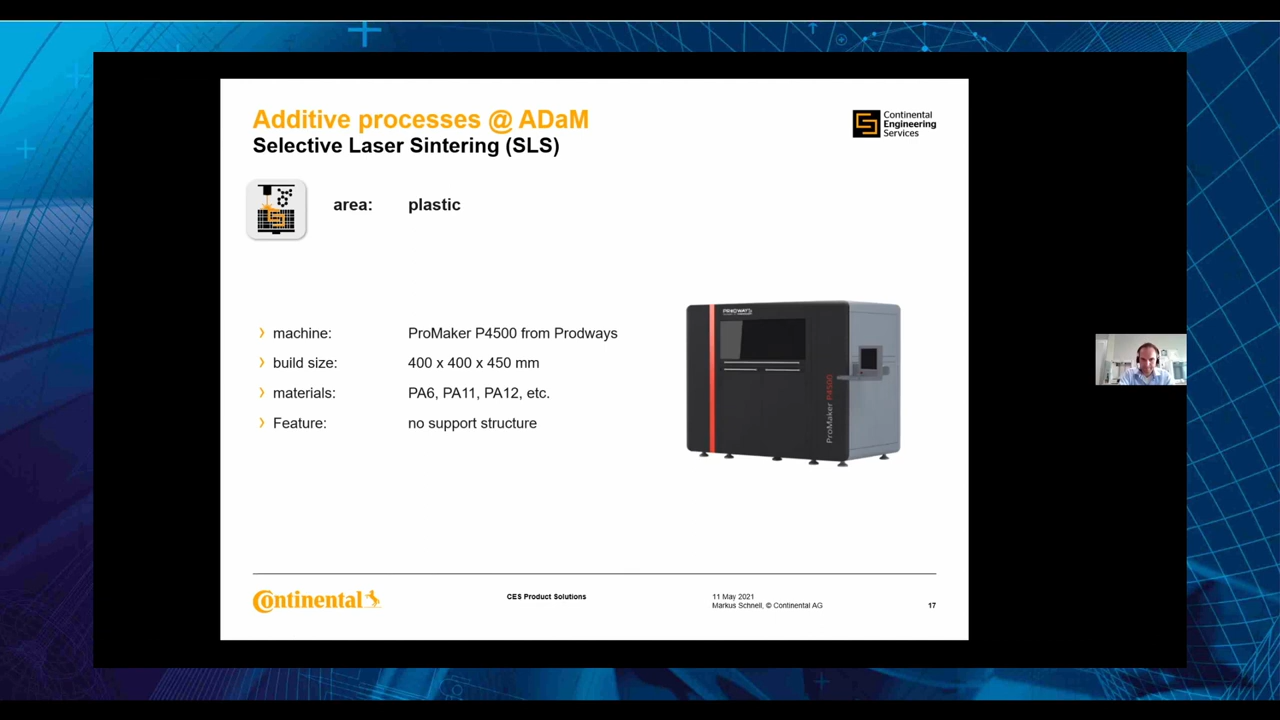 Additive processes @ ADaM
Selective Laser Sintering (SLS)
Continental
Engineering
Services
area: plastic
machine: ProMaker P4500 from Prodways
build size: 400 x 400 x 450 mm
materials: PA6, PA11, PA12, etc.
Feature: no support structure
PRODWAYS
ProMaker P4500
Continental
CES Product Solutions
11 May 2021
Markus Schnell, © Continental AG
17